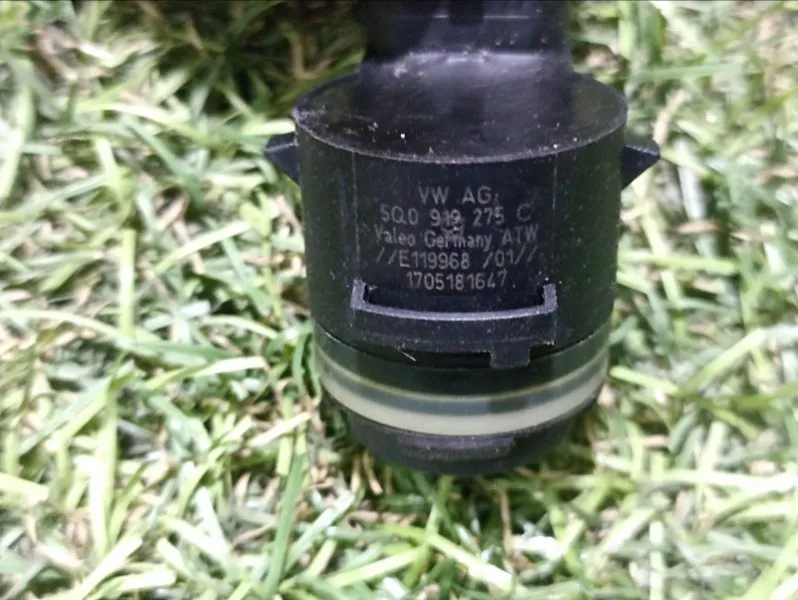 VW AG
5Q0 919 275 C
Valeo Germany ATW
//E119968 /01//
1705181647